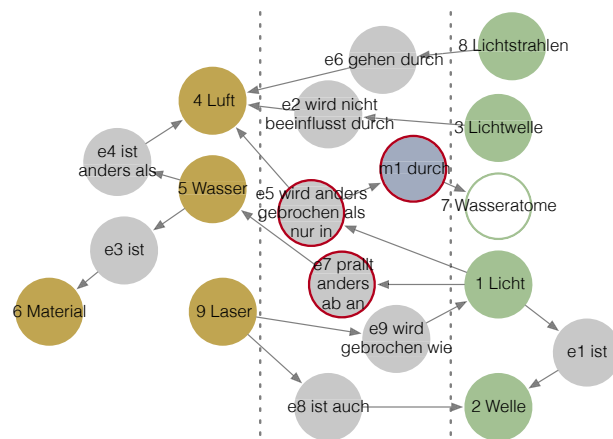 8 Lichtstrahlen
e6 gehen durch
4 Luft
e2 wird nicht
beeinflusst durch
3 Lichtwelle
e4 ist
anders als
m1 durch
5 Wasser
e5 wird anders
gebrochen als
nur in
7 Wasseratome
e3 ist
e7 prallt
anders
ab an
1 Licht
6 Material
9 Laser
e9 wird
gebrochen wie
e1 ist
e8 ist auch
2 Welle